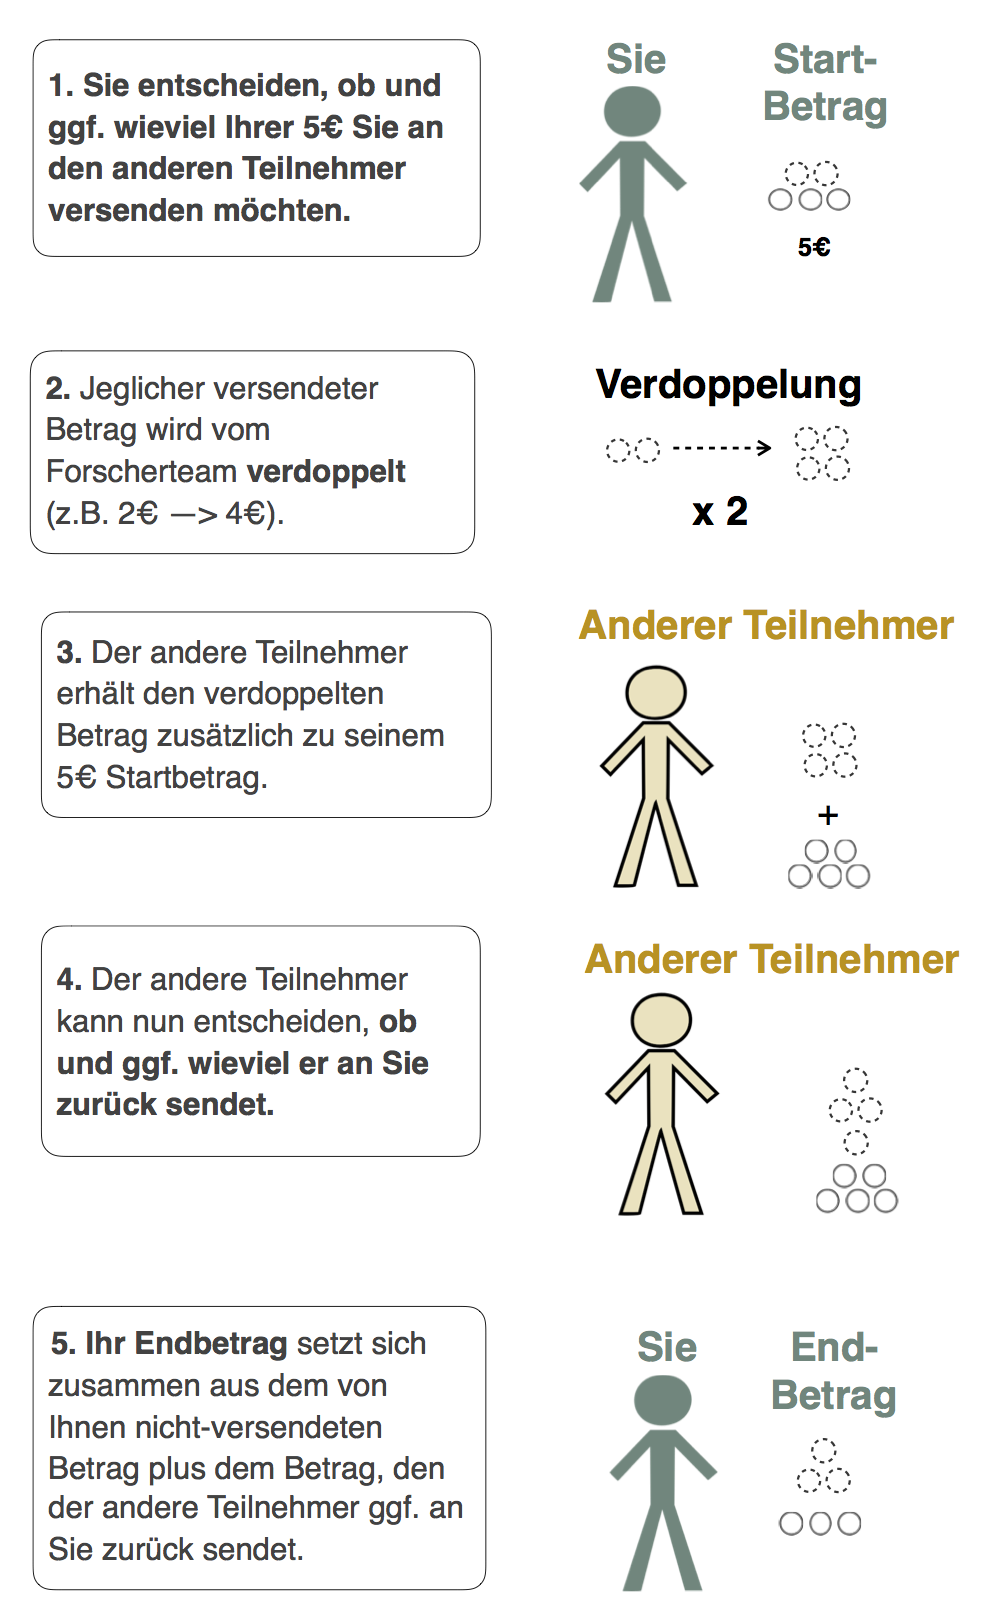 1. Sie entscheiden, ob und
ggf. wieviel Ihrer 5€ Sie an
den anderen Teilnehmer
versenden möchten.
Sie
Start-
Betrag
5€
2. Jeglicher versendeter
Betrag wird vom
Forscherteam verdoppelt
(z.B. 2€ —> 4€).
Verdoppelung
x 2
3. Der andere Teilnehmer
erhält den verdoppelten
Betrag zusätzlich zu seinem
5€ Startbetrag.
Anderer Teilnehmer
+
4. Der andere Teilnehmer
kann nun entscheiden, ob
und ggf. wieviel er an Sie
zurück sendet.
Anderer Teilnehmer
5. Ihr Endbetrag setzt sich
zusammen aus dem von
Ihnen nicht-versendeten
Betrag plus dem Betrag, den
der andere Teilnehmer ggf. an
Sie zurück sendet.
Sie
End-
Betrag